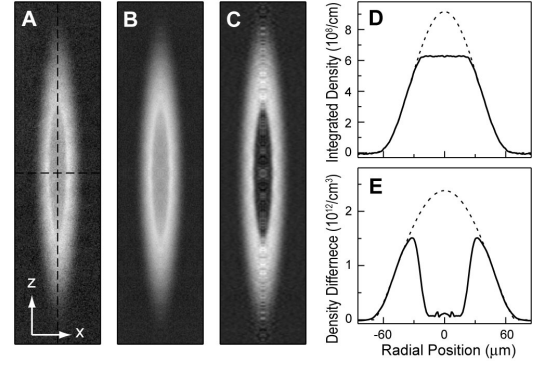 A
B
C
z
x
D
Integrated Density (10⁸/cm)
8
6
4
2
0
E
Density Differnece (10¹²/cm³)
2
1
0
-60
0
60
Radial Position (μm)